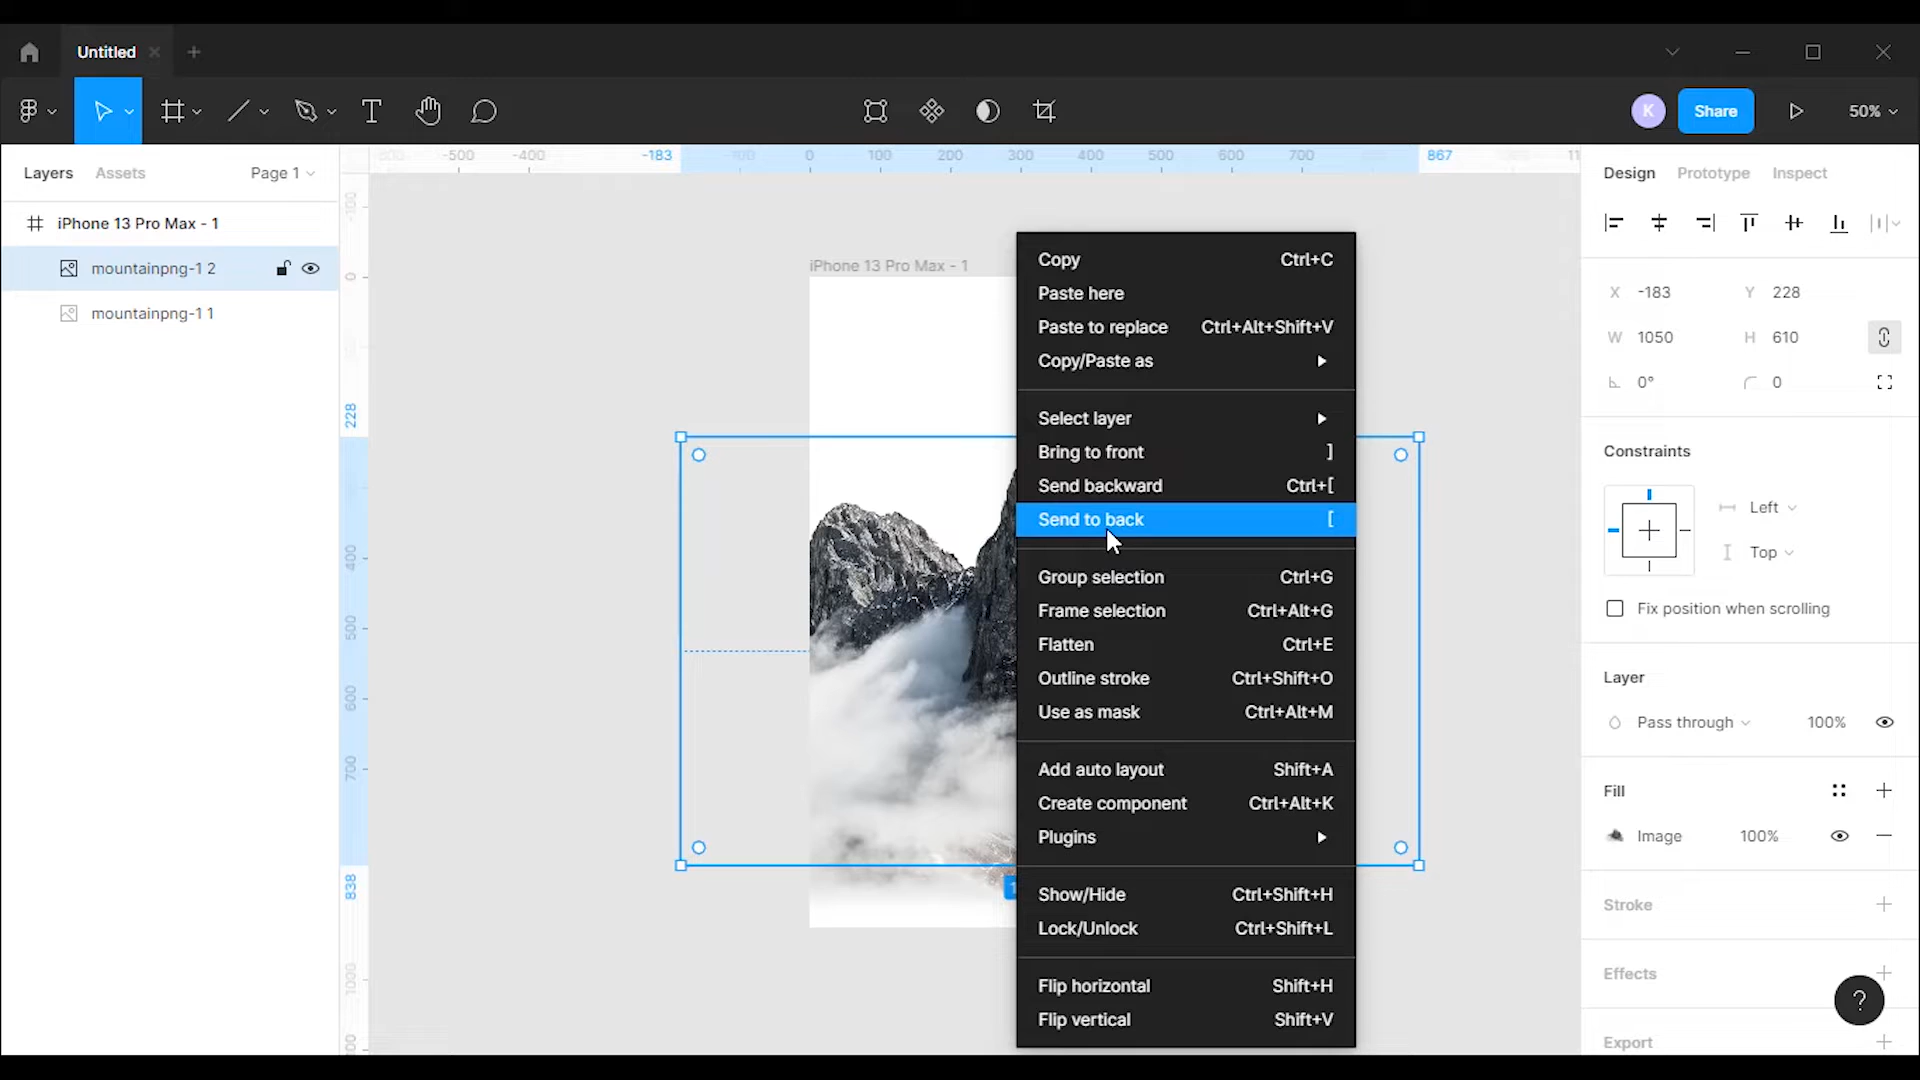 Untitled
K
Share
50%
Layers
Assets
Page 1
-500
-400
-183
-100
0
100
200
300
400
500
600
700
867
Design
Prototype
Inspect
iPhone 13 Pro Max - 1
mountainpng-1 2
mountainpng-1 1
-100
0
228
400
500
600
700
838
1000
iPhone 13 Pro Max - 1
Copy Ctrl+C
Paste here
Paste to replace Ctrl+Alt+Shift+V
Copy/Paste as
Select layer
Bring to front ]
Send backward Ctrl+[
Send to back [
Group selection Ctrl+G
Frame selection Ctrl+Alt+G
Flatten Ctrl+E
Outline stroke Ctrl+Shift+O
Use as mask Ctrl+Alt+M
Add auto layout Shift+A
Create component Ctrl+Alt+K
Plugins
Show/Hide Ctrl+Shift+H
Lock/Unlock Ctrl+Shift+L
Flip horizontal Shift+H
Flip vertical Shift+V
X -183 Y 228
W 1050 H 610
0° 0
Constraints
Left
Top
Fix position when scrolling
Layer
Pass through 100%
Fill
Image 100%
Stroke
Effects
?
Export